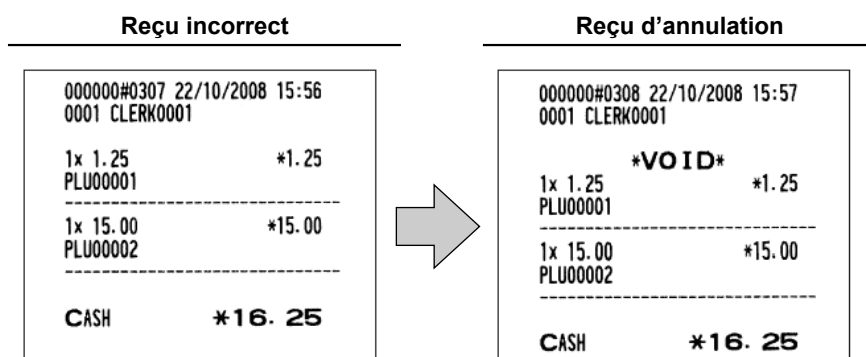 Reçu incorrect
000000#0307 22/10/2008 15:56
0001 CLERK0001
1x 1.25 *1.25
PLU00001
1x 15.00 *15.00
PLU00002
CASH *16.25
Reçu d’annulation
000000#0308 22/10/2008 15:57
0001 CLERK0001
*VOID*
1x 1.25 *1.25
PLU00001
1x 15.00 *15.00
PLU00002
CASH *16.25